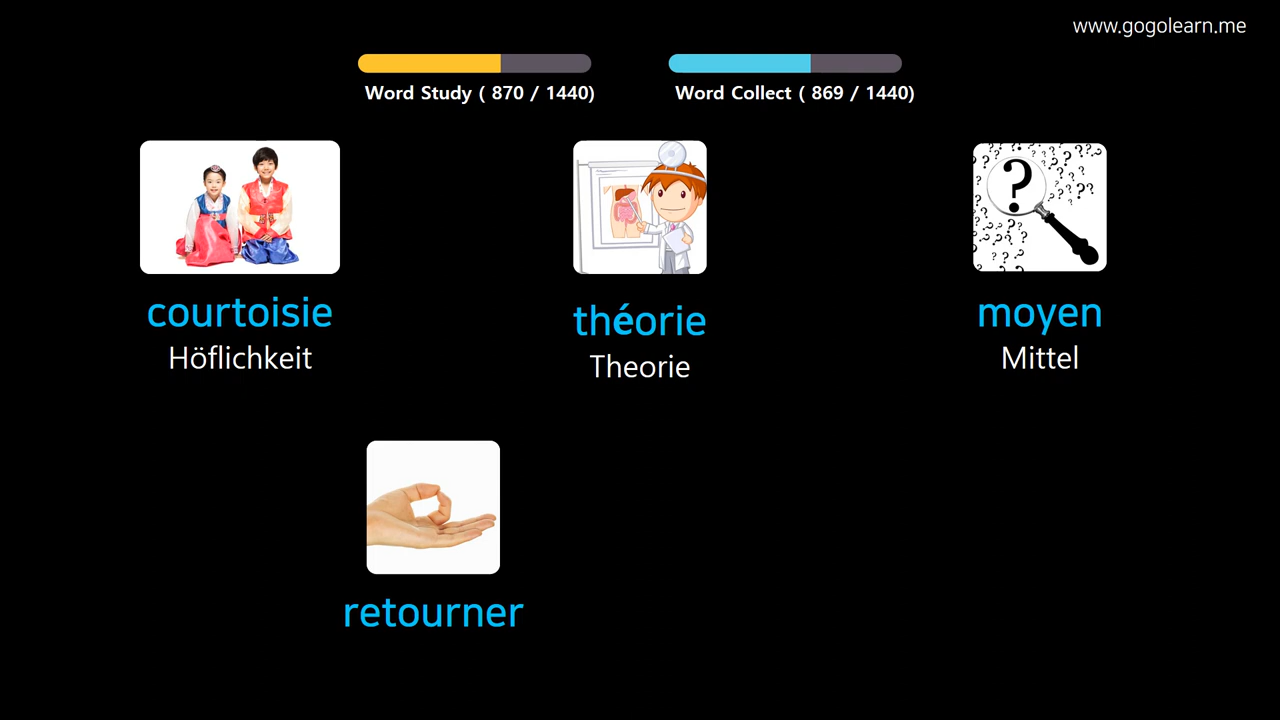 www.gogolearn.me
Word Study ( 870 / 1440)
Word Collect ( 869 / 1440)
courtoisie
Höflichkeit
théorie
Theorie
moyen
Mittel
retourner